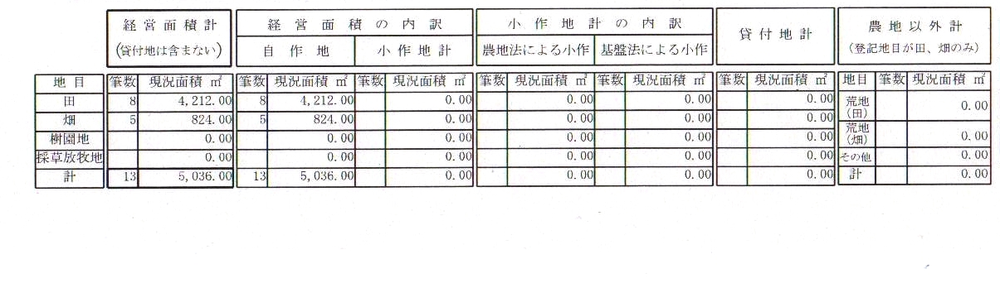 経営面積計 経営面積の内訳 小作地計の内訳 貸付地計 農地以外計
(貸付地は含まない) 自作地 小作地計 農地法による小作 基盤法による小作 (登記地目が田、畑のみ)
地目 筆数 現況面積 ㎡ 筆数 現況面積 ㎡ 筆数 現況面積 ㎡ 筆数 現況面積 ㎡ 筆数 現況面積 ㎡ 筆数 現況面積 ㎡ 地目 筆数 現況面積 ㎡
田 8 4,212.00 8 4,212.00 0.00 0.00 0.00 0.00 荒地(田) 0.00
畑 5 824.00 5 824.00 0.00 0.00 0.00 0.00 荒地(畑) 0.00
樹園地 0.00 0.00 0.00 0.00 0.00 0.00
採草放牧地 0.00 0.00 0.00 0.00 0.00 0.00 その他 0.00
計 13 5,036.00 13 5,036.00 0.00 0.00 0.00 0.00 計 0.00